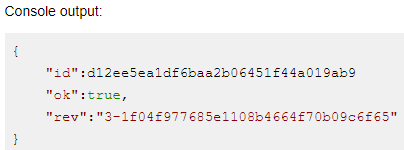 Console output:
{
"id":d12ee5ea1df6baa2b06451f44a019ab9
"ok":true,
"rev":"3-1f04f977685e1108b4664f70b09c6f65"
}